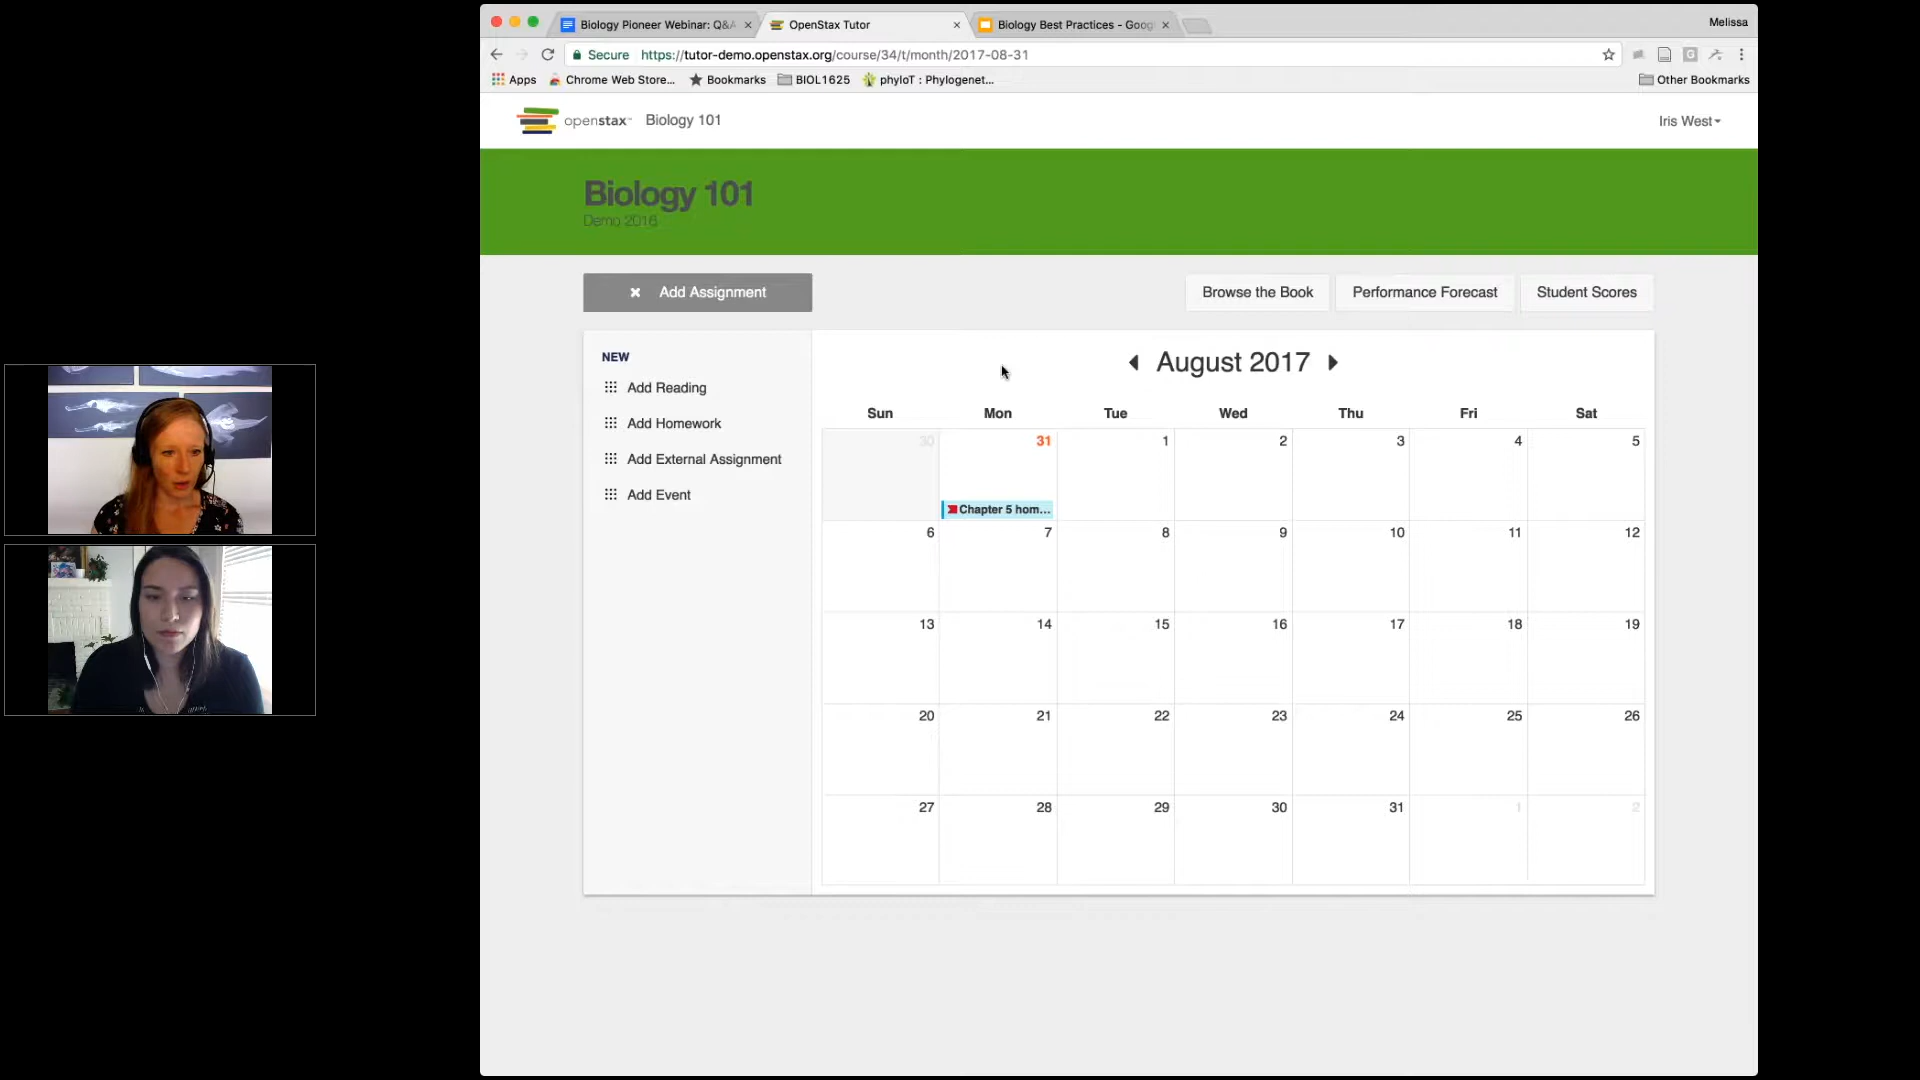 Biology Pioneer Webinar: Q&A
OpenStax Tutor
Biology Best Practices - Goog
Melissa
Secure https://tutor-demo.openstax.org/course/34/t/month/2017-08-31
Apps Chrome Web Store... Bookmarks BIOL1625 phyloT : Phylogenet... Other Bookmarks
openstax Biology 101 Iris West
Biology 101
Demo 2016
Add Assignment Browse the Book Performance Forecast Student Scores
NEW
Add Reading
Add Homework
Add External Assignment
Add Event
August 2017
Sun Mon Tue Wed Thu Fri Sat
30 31 1 2 3 4 5
Chapter 5 hom...
6 7 8 9 10 11 12
13 14 15 16 17 18 19
20 21 22 23 24 25 26
27 28 29 30 31 1 2